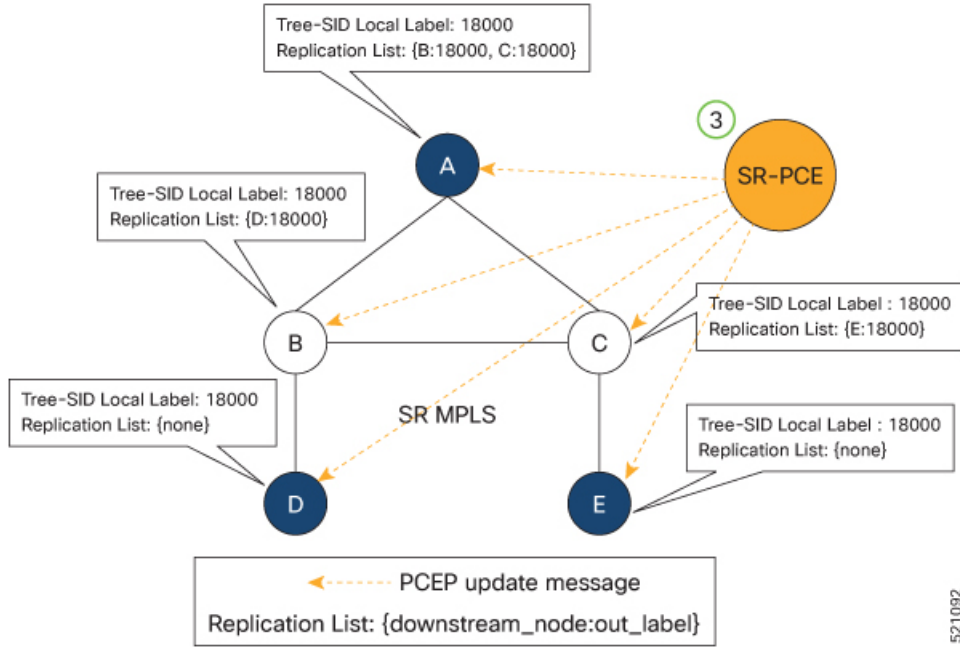 Tree-SID Local Label: 18000
Replication List: {B:18000, C:18000}
3
SR-PCE
A
Tree-SID Local Label: 18000
Replication List: {D:18000}
Tree-SID Local Label : 18000
Replication List: {E:18000}
B
C
Tree-SID Local Label: 18000
Replication List: {none}
SR MPLS
Tree-SID Local Label : 18000
Replication List: {none}
D
E
PCEP update message
Replication List: {downstream_node:out_label}
521092